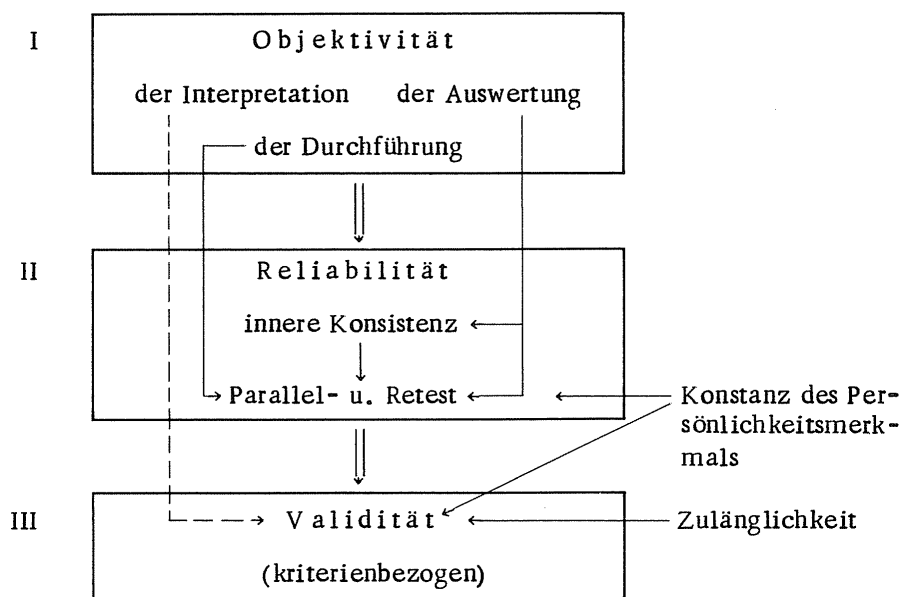 I
Objektivität
der Interpretation der Auswertung
der Durchführung
II
Reliabilität
innere Konsistenz
Parallel- u. Retest
Konstanz des Per-
sönlichkeitsmerk-
mals
III
Validität
Zulänglichkeit
(kriterienbezogen)